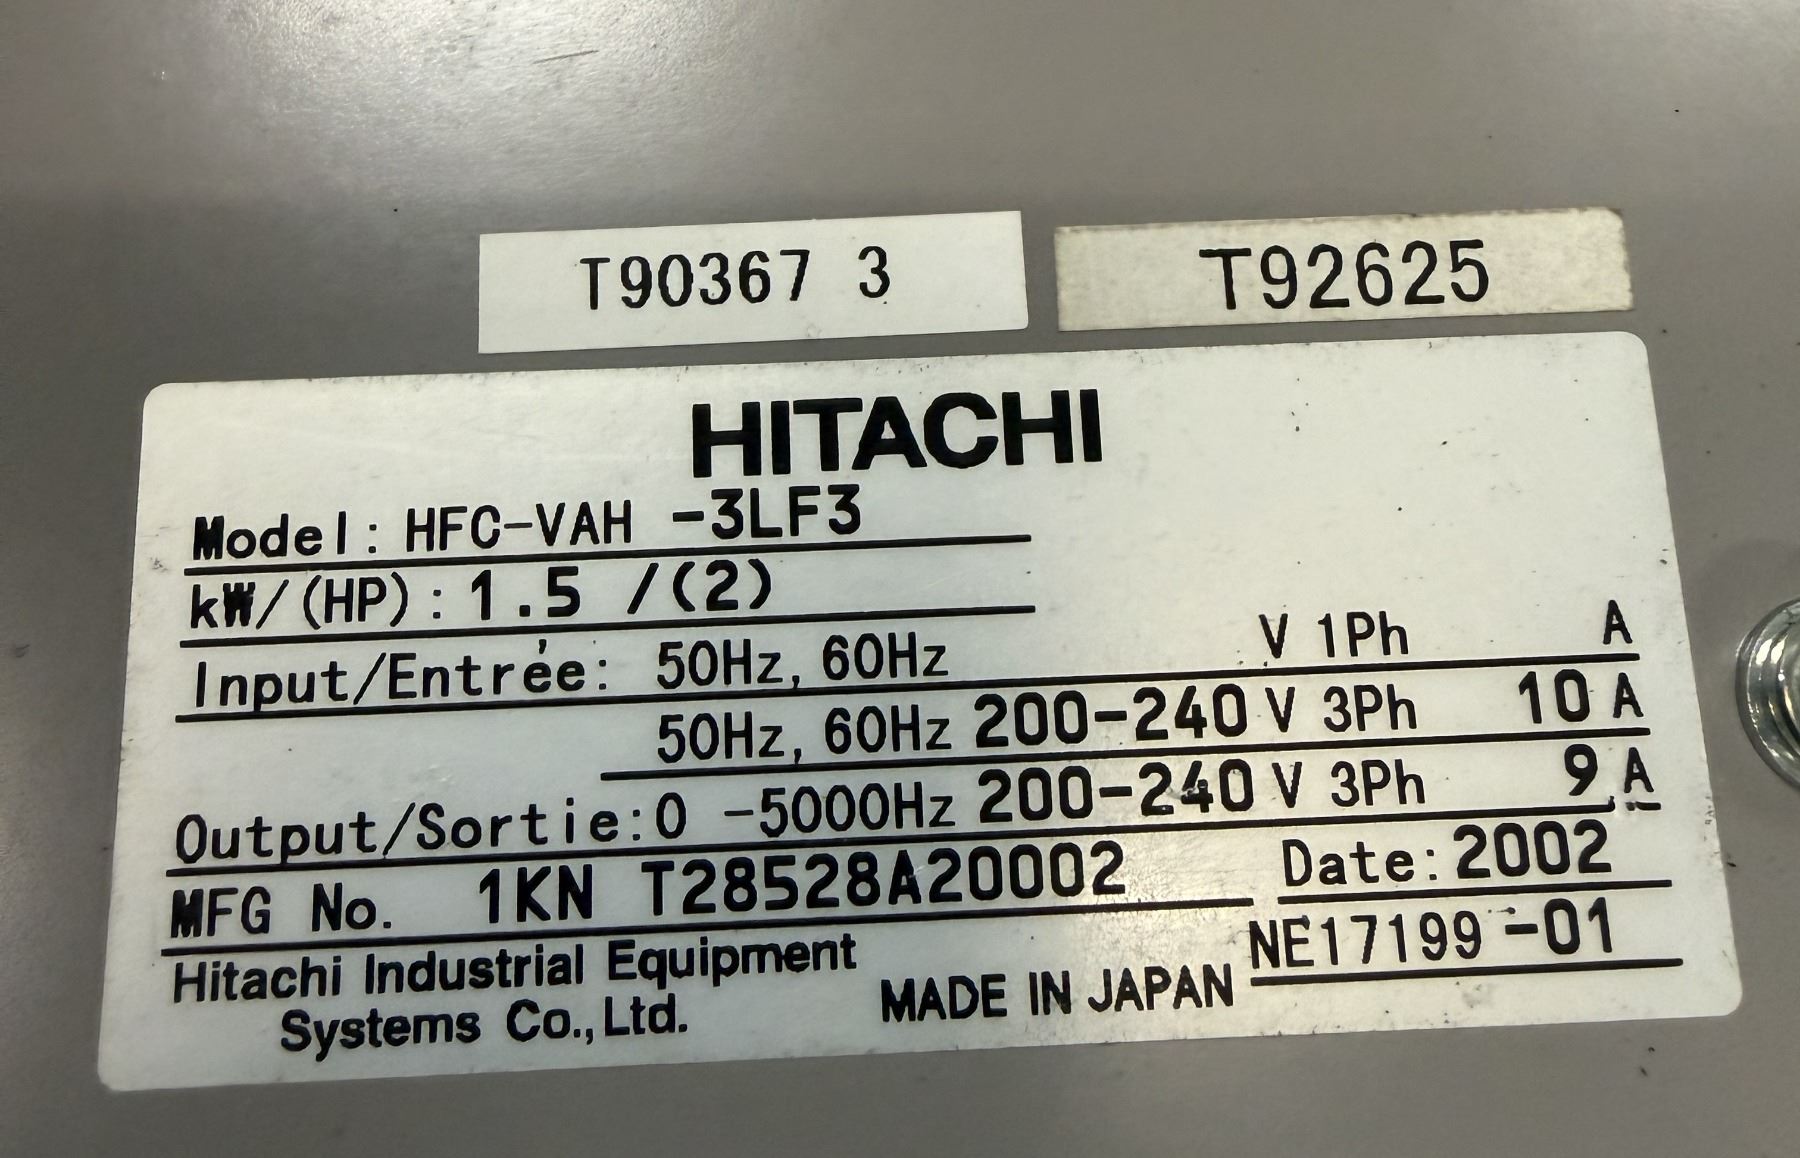 T90367 3
T92625
HITACHI
Model: HFC-VAH -3LF3
kW/(HP): 1.5 /(2)
Input/Entrée: 50Hz, 60Hz V 1Ph A
50Hz, 60Hz 200-240 V 3Ph 10 A
Output/Sortie:0 -5000Hz 200-240 V 3Ph 9 A
MFG No. 1KN T28528A20002 Date: 2002
Hitachi Industrial Equipment
Systems Co.,Ltd.
MADE IN JAPAN NE17199 -01